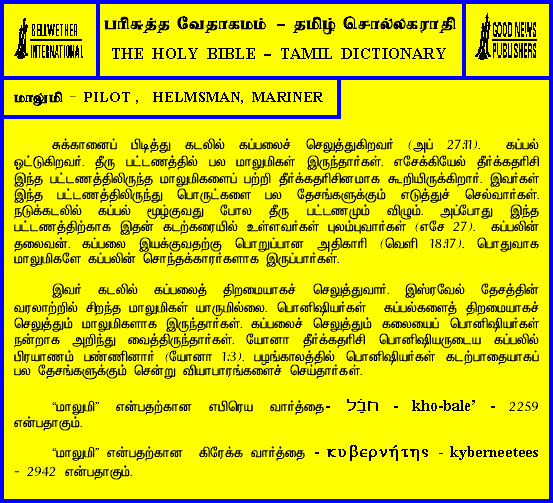 BELLWETHER
INTERNATIONAL
பரிசுத்த வேதாகமம் – தமிழ் சொல்லகராதி
THE HOLY BIBLE – TAMIL DICTIONARY
GOOD NEWS
PUBLISHERS
மாலுமி – PILOT , HELMSMAN, MARINER
சுக்கானைப் பிடித்து கடலில் கப்பலைச் செலுத்துகிறவர் (அப் 27:11). கப்பல்
ஓட்டுகிறவர். தீரு பட்டணத்தில் பல மாலுமிகள் இருந்தார்கள். எசேக்கியேல் தீர்க்கதரிசி
இந்த பட்டணத்திலிருந்த மாலுமிகளைப் பற்றி தீர்க்கதரிசினமாக கூறியிருக்கிறார். இவர்கள்
இந்த பட்டணத்திலிருந்து பொருட்களை பல தேசங்களுக்கும் எடுத்துச் செல்வார்கள்.
நடுக்கடலில் கப்பல் மூழ்குவது போல தீரு பட்டணமும் விழும். அப்போது இந்த
பட்டணத்திற்காக இதன் கடற்கரையில் உள்ளவர்கள் புலம்புவார்கள் (எசே 27). கப்பலின்
தலைவன். கப்பலை இயக்குவதற்கு பொறுப்பான அதிகாரி (வெளி 18:17). பொதுவாக
மாலுமிகளே கப்பலின் சொந்தக்காரர்களாக இருப்பார்கள்.
இவர் கடலில் கப்பலைத் திறமையாகச் செலுத்துவார். இஸ்ரவேல் தேசத்தின்
வரலாற்றில் சிறந்த மாலுமிகள் யாருமில்லை. பொனிஷியர்கள் கப்பல்களைத் திறமையாகச்
செலுத்தும் மாலுமிகளாக இருந்தார்கள். கப்பலைச் செலுத்தும் கலையைப் பொனிஷியர்கள்
நன்றாக அறிந்து வைத்திருந்தார்கள். யோனா தீர்க்கதரிசி பொனிஷியருடைய கப்பலில்
பிரயாணம் பண்ணினார் (யோனா 1:3). பழங்காலத்தில் பொனிஷியர்கள் கடற்பாதையாகப்
பல தேசங்களுக்கும் சென்று வியாபாரங்களைச் செய்தார்கள்.
“மாலுமி” என்பதற்கான எபிரெய வார்த்தை- חבל - kho-bale’ - 2259
என்பதாகும்.
“மாலுமி” என்பதற்கான கிரேக்க வார்த்தை - κυβερνήτης - kyberneetees
- 2942 என்பதாகும்.